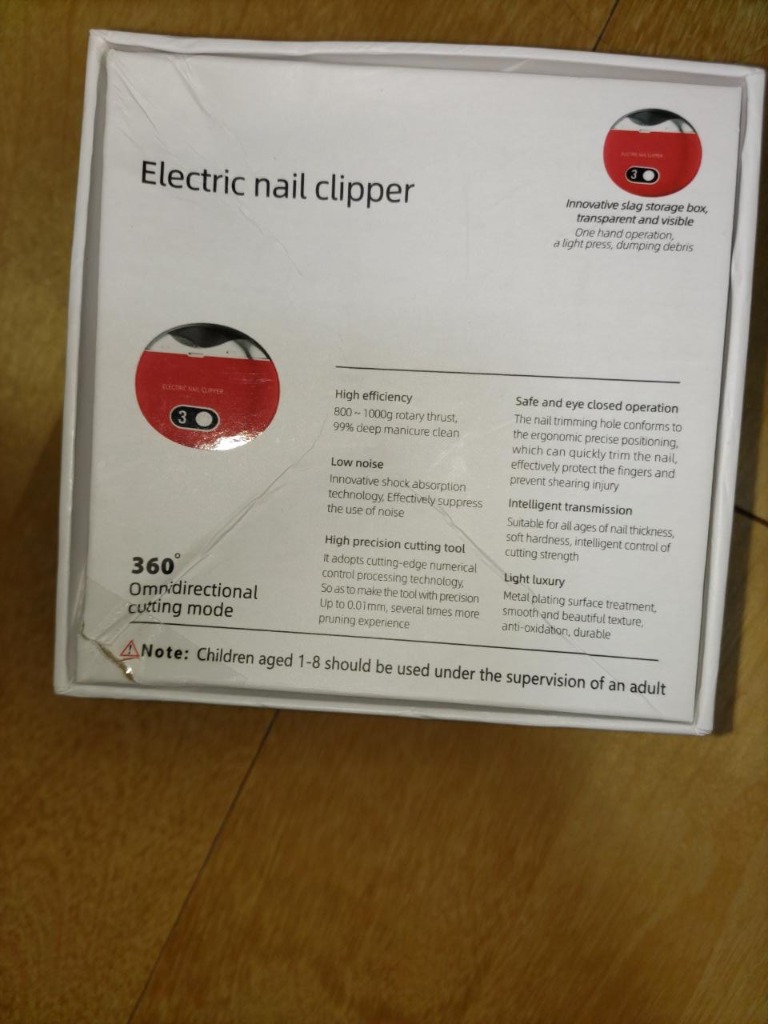 Electric nail clipper
ELECTRIC NAIL CLIPPER
3
Innovative slag storage box,
transparent and visible
One hand operation,
a light press, dumping debris
ELECTRIC NAIL CLIPPER
3
360°
Omnidirectional
cutting mode
High efficiency
800~1000g rotary thrust,
99% deep manicure clean
Low noise
Innovative shock absorption
technology, Effectively suppress
the use of noise
High precision cutting tool
It adopts cutting-edge numerical
control processing technology,
So as to make the tool with precision
Up to 0.01mm, several times more
pruning experience
Safe and eye closed operation
The nail trimming hole conforms to
the ergonomic precise positioning,
which can quickly trim the nail,
effectively protect the fingers and
prevent shearing injury
Intelligent transmission
Suitable for all ages of nail thickness,
soft hardness, intelligent control of
cutting strength
Light luxury
Metal plating surface treatment,
smooth and beautiful texture,
anti-oxidation, durable
Note: Children aged 1-8 should be used under the supervision of an adult